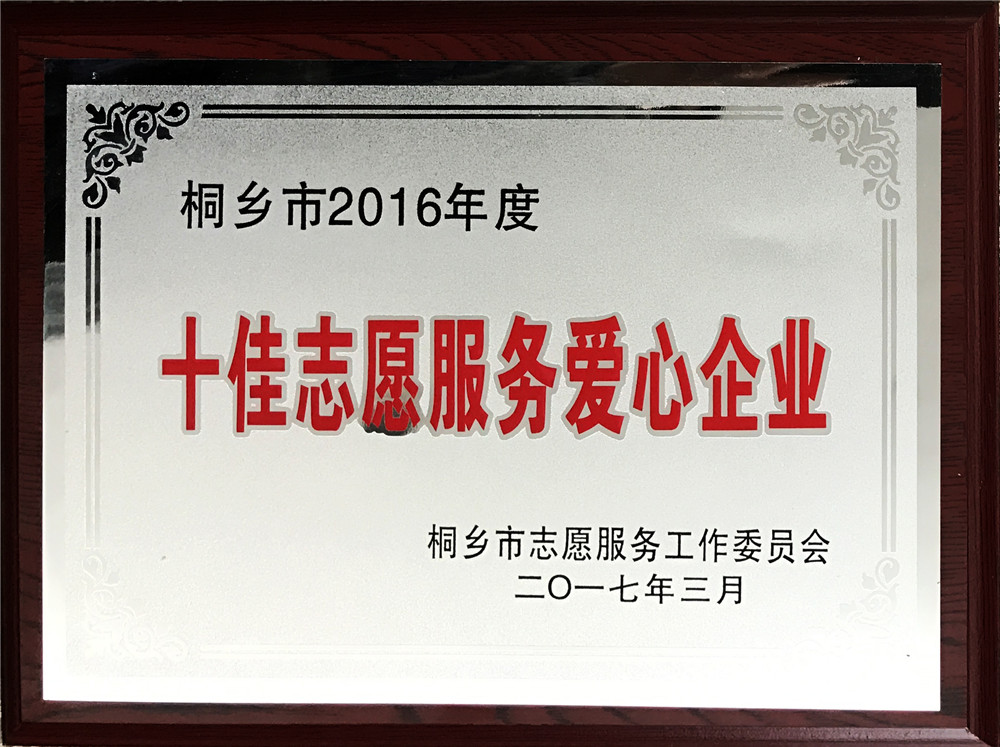 桐乡市2016年度
十佳志愿服务爱心企业
桐乡市志愿服务工作委员会
二〇一七年三月